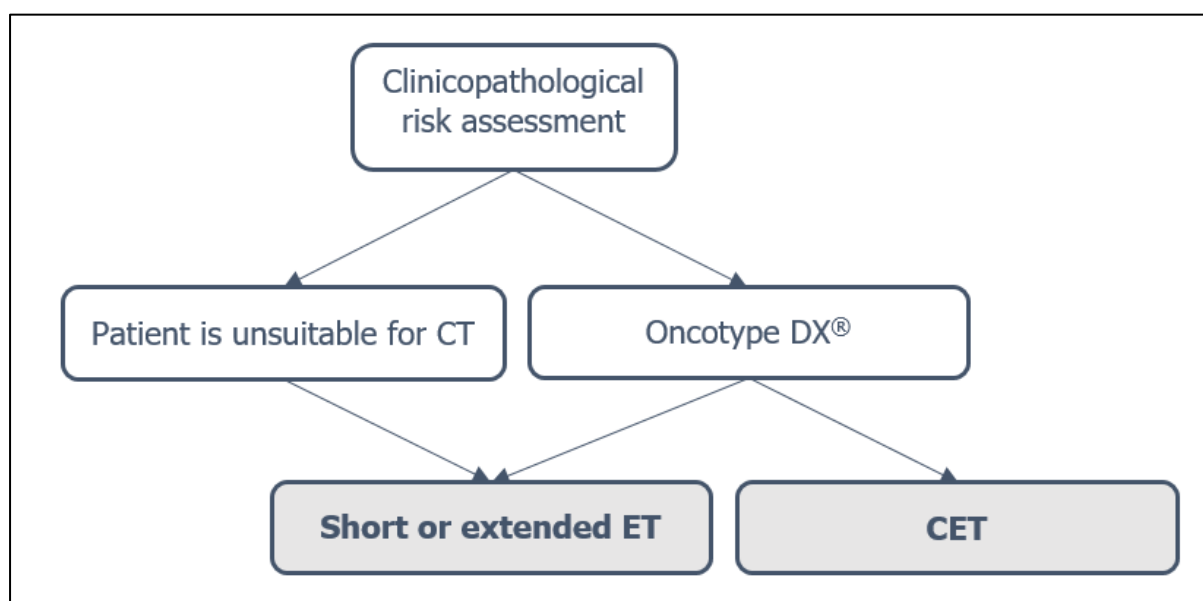 Clinicopathological
risk assessment
Patient is unsuitable for CT
Oncotype DX®
Short or extended ET
CET